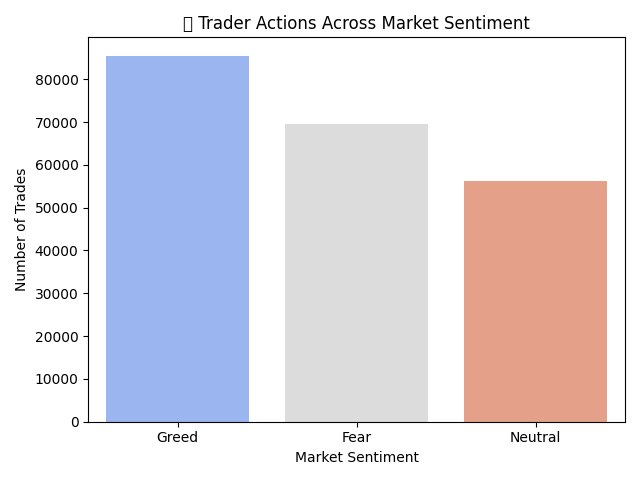 Trader Actions Across Market Sentiment
Number of Trades
80000
70000
60000
50000
40000
30000
20000
10000
0
Greed Fear Neutral
Market Sentiment